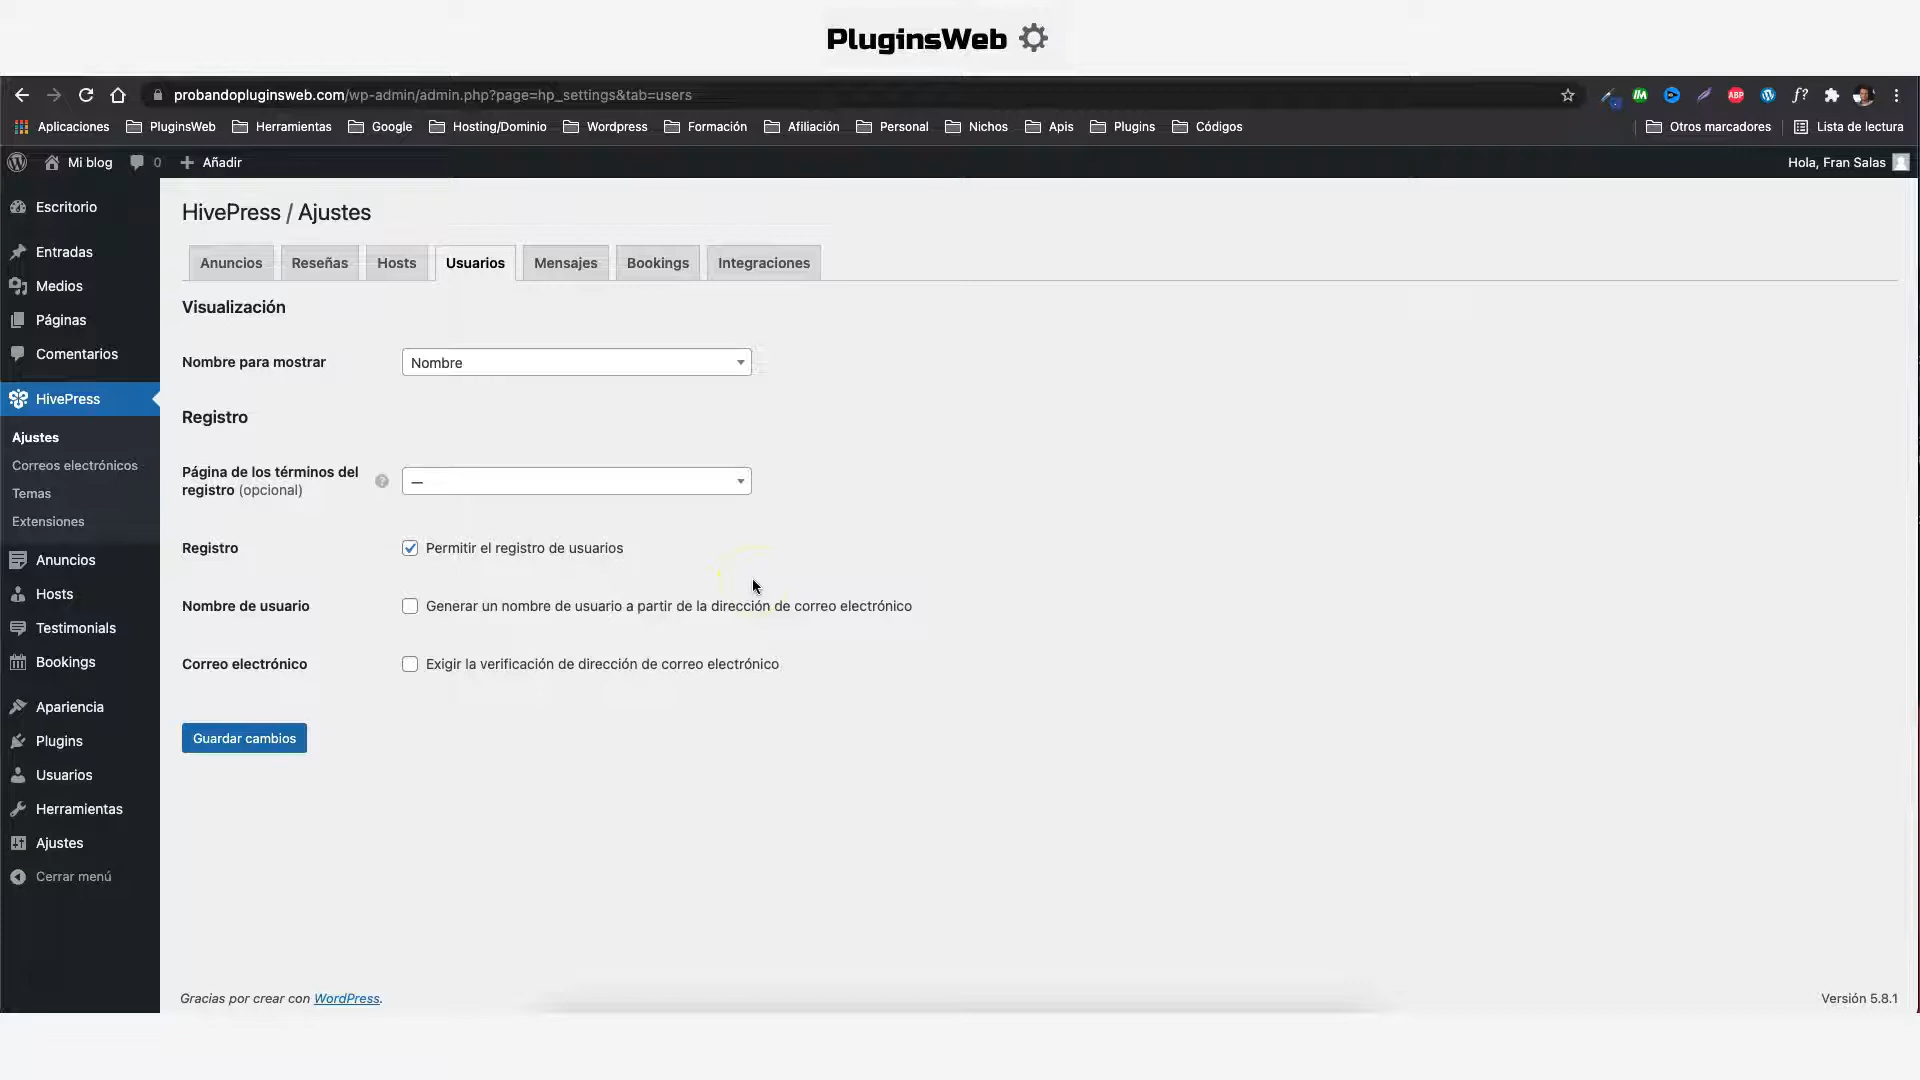 PluginsWeb
probandopluginsweb.com/wp-admin/admin.php?page=hp_settings&tab=users
ABP
f?
Aplicaciones PluginsWeb Herramientas Google Hosting/Dominio Wordpress Formación Afiliación Personal Nichos Apis Plugins Códigos Otros marcadores Lista de lectura
Mi blog 0 Añadir Hola, Fran Salas
Escritorio
Entradas
Medios
Páginas
Comentarios
HivePress
Ajustes
Correos electrónicos
Temas
Extensiones
Anuncios
Hosts
Testimonials
Bookings
Apariencia
Plugins
Usuarios
Herramientas
Ajustes
Cerrar menú
HivePress / Ajustes
Anuncios Reseñas Hosts Usuarios Mensajes Bookings Integraciones
Visualización
Nombre para mostrar Nombre
Registro
Página de los términos del
registro (opcional) ? —
Registro Permitir el registro de usuarios
Nombre de usuario Generar un nombre de usuario a partir de la dirección de correo electrónico
Correo electrónico Exigir la verificación de dirección de correo electrónico
Guardar cambios
Gracias por crear con WordPress. Versión 5.8.1